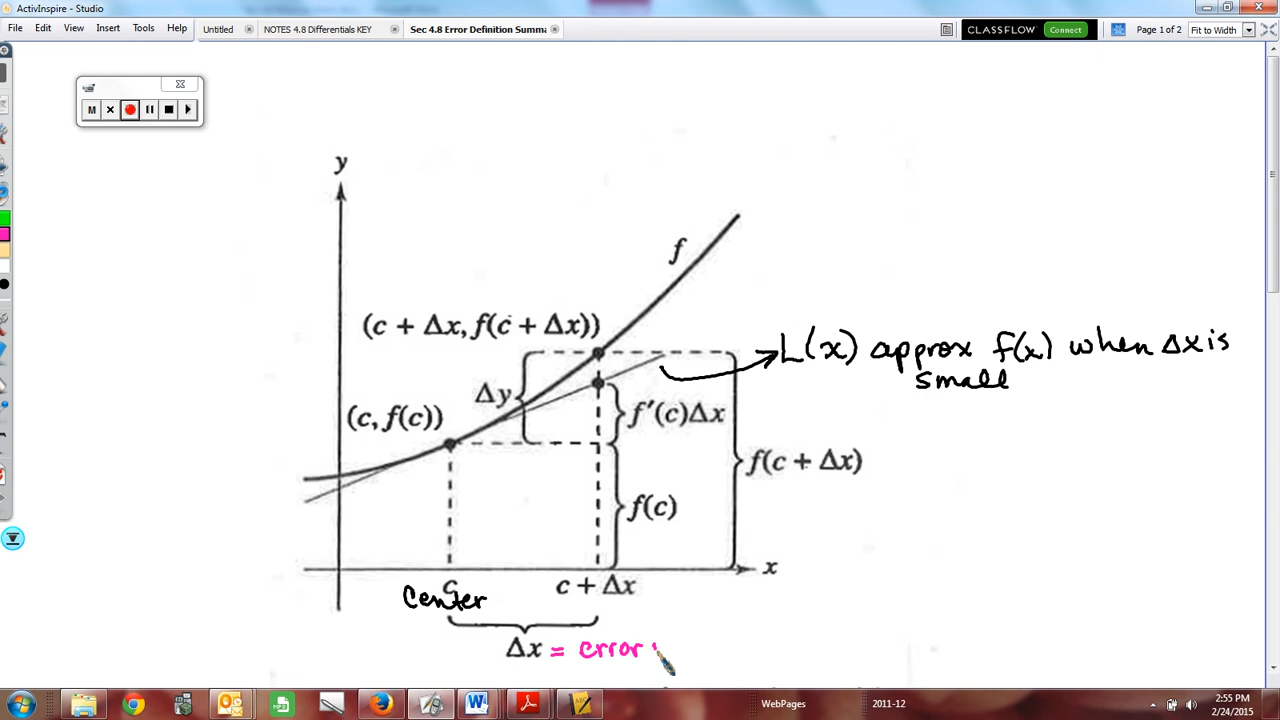 ActivInspire - Studio
File Edit View Insert Tools Help
Untitled NOTES 4.8 Differentials KEY Sec 4.8 Error Definition Summa
CLASSFLOW Connect Page 1 of 2 Fit to Width
M
y
f
(c + Δx, f(c + Δx))
L(x) approx f(x) when Δx is
small
Δy
(c, f(c))
f'(c)Δx
f(c + Δx)
f(c)
x
c
center
c + Δx
Δx = error
WebPages 2011-12
2:55 PM
2/24/2015